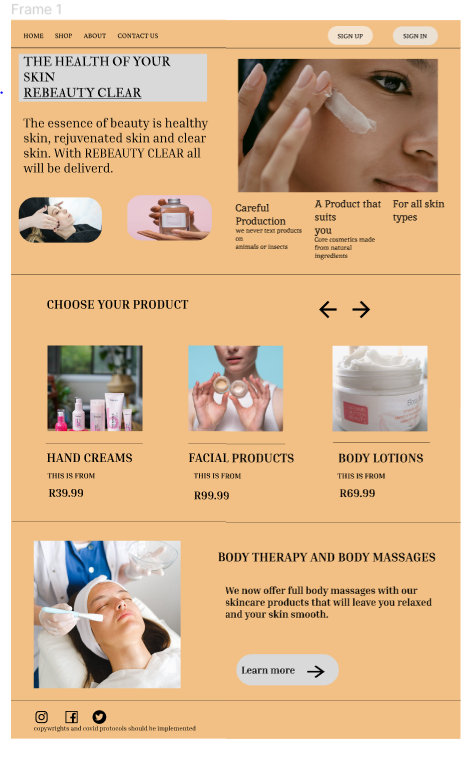 Frame 1
HOME SHOP ABOUT CONTACT US SIGN UP SIGN IN
THE HEALTH OF YOUR
SKIN
REBEAUTY CLEAR
The essence of beauty is healthy
skin, rejuvenated skin and clear
skin. With REBEAUTY CLEAR all
will be deliverd.
Careful
Production
we never text products
on
animals or insects
A Product that
suits
you
Core cosmetics made
from natural
ingredients
For all skin
types
CHOOSE YOUR PRODUCT
HAND CREAMS
THIS IS FROM
R39.99
FACIAL PRODUCTS
THIS IS FROM
R99.99
BODY LOTIONS
THIS IS FROM
R69.99
BODY THERAPY AND BODY MASSAGES
We now offer full body massages with our
skincare products that will leave you relaxed
and your skin smooth.
Learn more
copywrights and covid protocols should be implemented